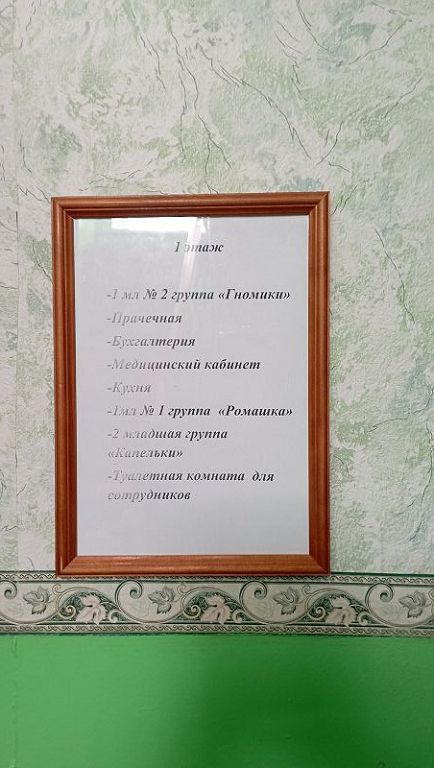 1 этаж
-1 мл № 2 группа «Гномики»
-Прачечная
-Бухгалтерия
-Медицинский кабинет
-Кухня
-1мл № 1 группа «Ромашка»
-2 младшая группа
«Капельки»
-Туалетная комната для
сотрудников